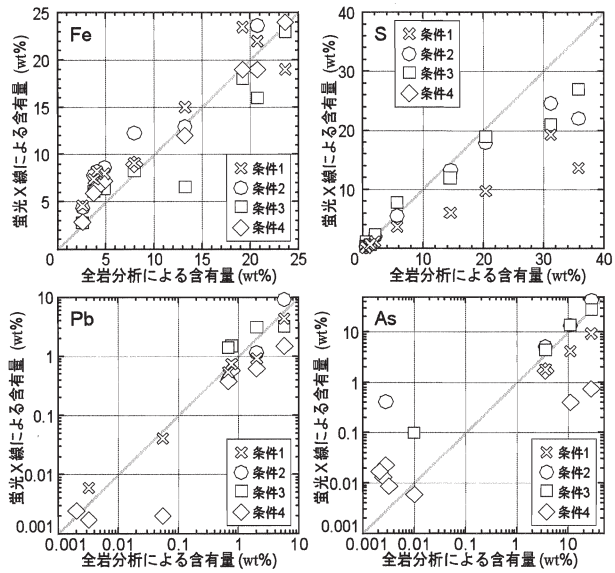 蛍光X線による含有量 (wt%)
25
20
15
10
5
0
Fe
条件1
条件2
条件3
条件4
0 5 10 15 20 25
全岩分析による含有量 (wt%)
蛍光X線による含有量 (wt%)
40
30
20
10
S
条件1
条件2
条件3
条件4
0 10 20 30 40
全岩分析による含有量 (wt%)
蛍光X線による含有量 (wt%)
10
1
0.1
0.01
0.001
Pb
条件1
条件2
条件3
条件4
0.001 0.01 0.1 1 10
全岩分析による含有量 (wt%)
蛍光X線による含有量 (wt%)
10
1
0.1
0.01
0.001
As
条件1
条件2
条件3
条件4
0.001 0.01 0.1 1 10
全岩分析による含有量 (wt%)